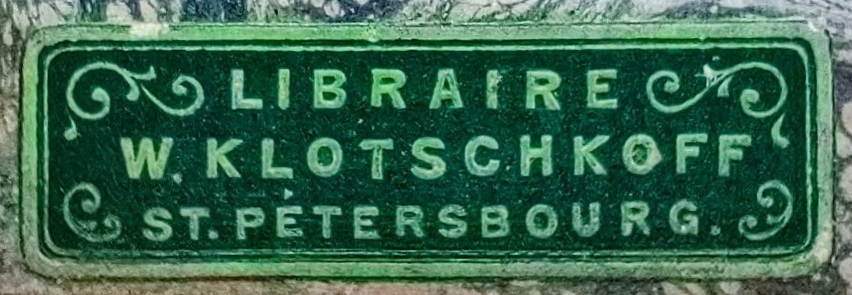 LIBRAIRE
W. KLOTSCHKOFF
ST. PÉTERSBOURG.